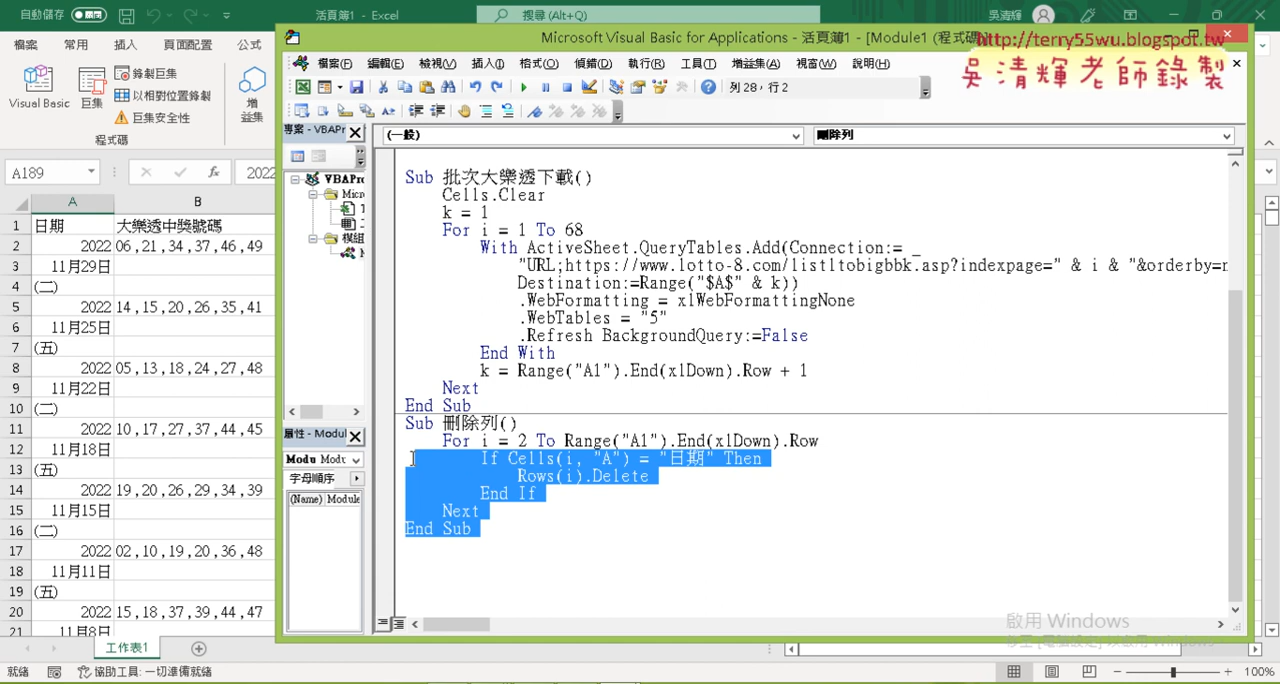 自動儲存
活頁簿1 - Excel
搜尋 (Alt+Q)
吳清輝
檔案
常用
插入
頁面配置
公式
Visual Basic
巨集
錄製巨集
以相對位置錄製
巨集安全性
增
益集
程式碼
A189
2022
A
B
1 日期 大樂透中獎號碼
2 2022 06,21,34,37,46,49
3 11月29日
4 (二)
5 2022 14,15,20,26,35,41
6 11月25日
7 (五)
8 2022 05,13,18,24,27,48
9 11月22日
10 (二)
11 2022 10,17,27,37,44,45
12 11月18日
13 (五)
14 2022 19,20,26,29,34,39
15 11月15日
16 (二)
17 2022 02,10,19,20,36,48
18 11月11日
19 (五)
20 2022 15,18,37,39,44,47
21 11月8日
工作表1
就緒
協助工具: 一切準備就緒
100%
Microsoft Visual Basic for Applications - 活頁簿1 - [Module1 (程式碼
http://terry55wu.blogspot.tw
吳清輝老師錄製
檔案(F) 編輯(E) 檢視(V) 插入(I) 格式(O) 偵錯(D) 執行(R) 工具(T) 增益集(A) 視窗(W) 說明(H)
列 28, 行 2
專案 - VBAPr
VBAPro
Micro
模組
屬性 - Modul
Modu Modu
字母順序
(Name) Module
(一般)
刪除列
Sub 批次大樂透下載()
Cells.Clear
k = 1
For i = 1 To 68
With ActiveSheet.QueryTables.Add(Connection:= _
"URL;https://www.lotto-8.com/listltobigbbk.asp?indexpage=" & i & "&orderby=n
Destination:=Range("$A$" & k))
.WebFormatting = xlWebFormattingNone
.WebTables = "5"
.Refresh BackgroundQuery:=False
End With
k = Range("A1").End(xlDown).Row + 1
Next
End Sub
Sub 刪除列()
For i = 2 To Range("A1").End(xlDown).Row
If Cells(i, "A") = "日期" Then
Rows(i).Delete
End If
Next
End Sub
啟用 Windows